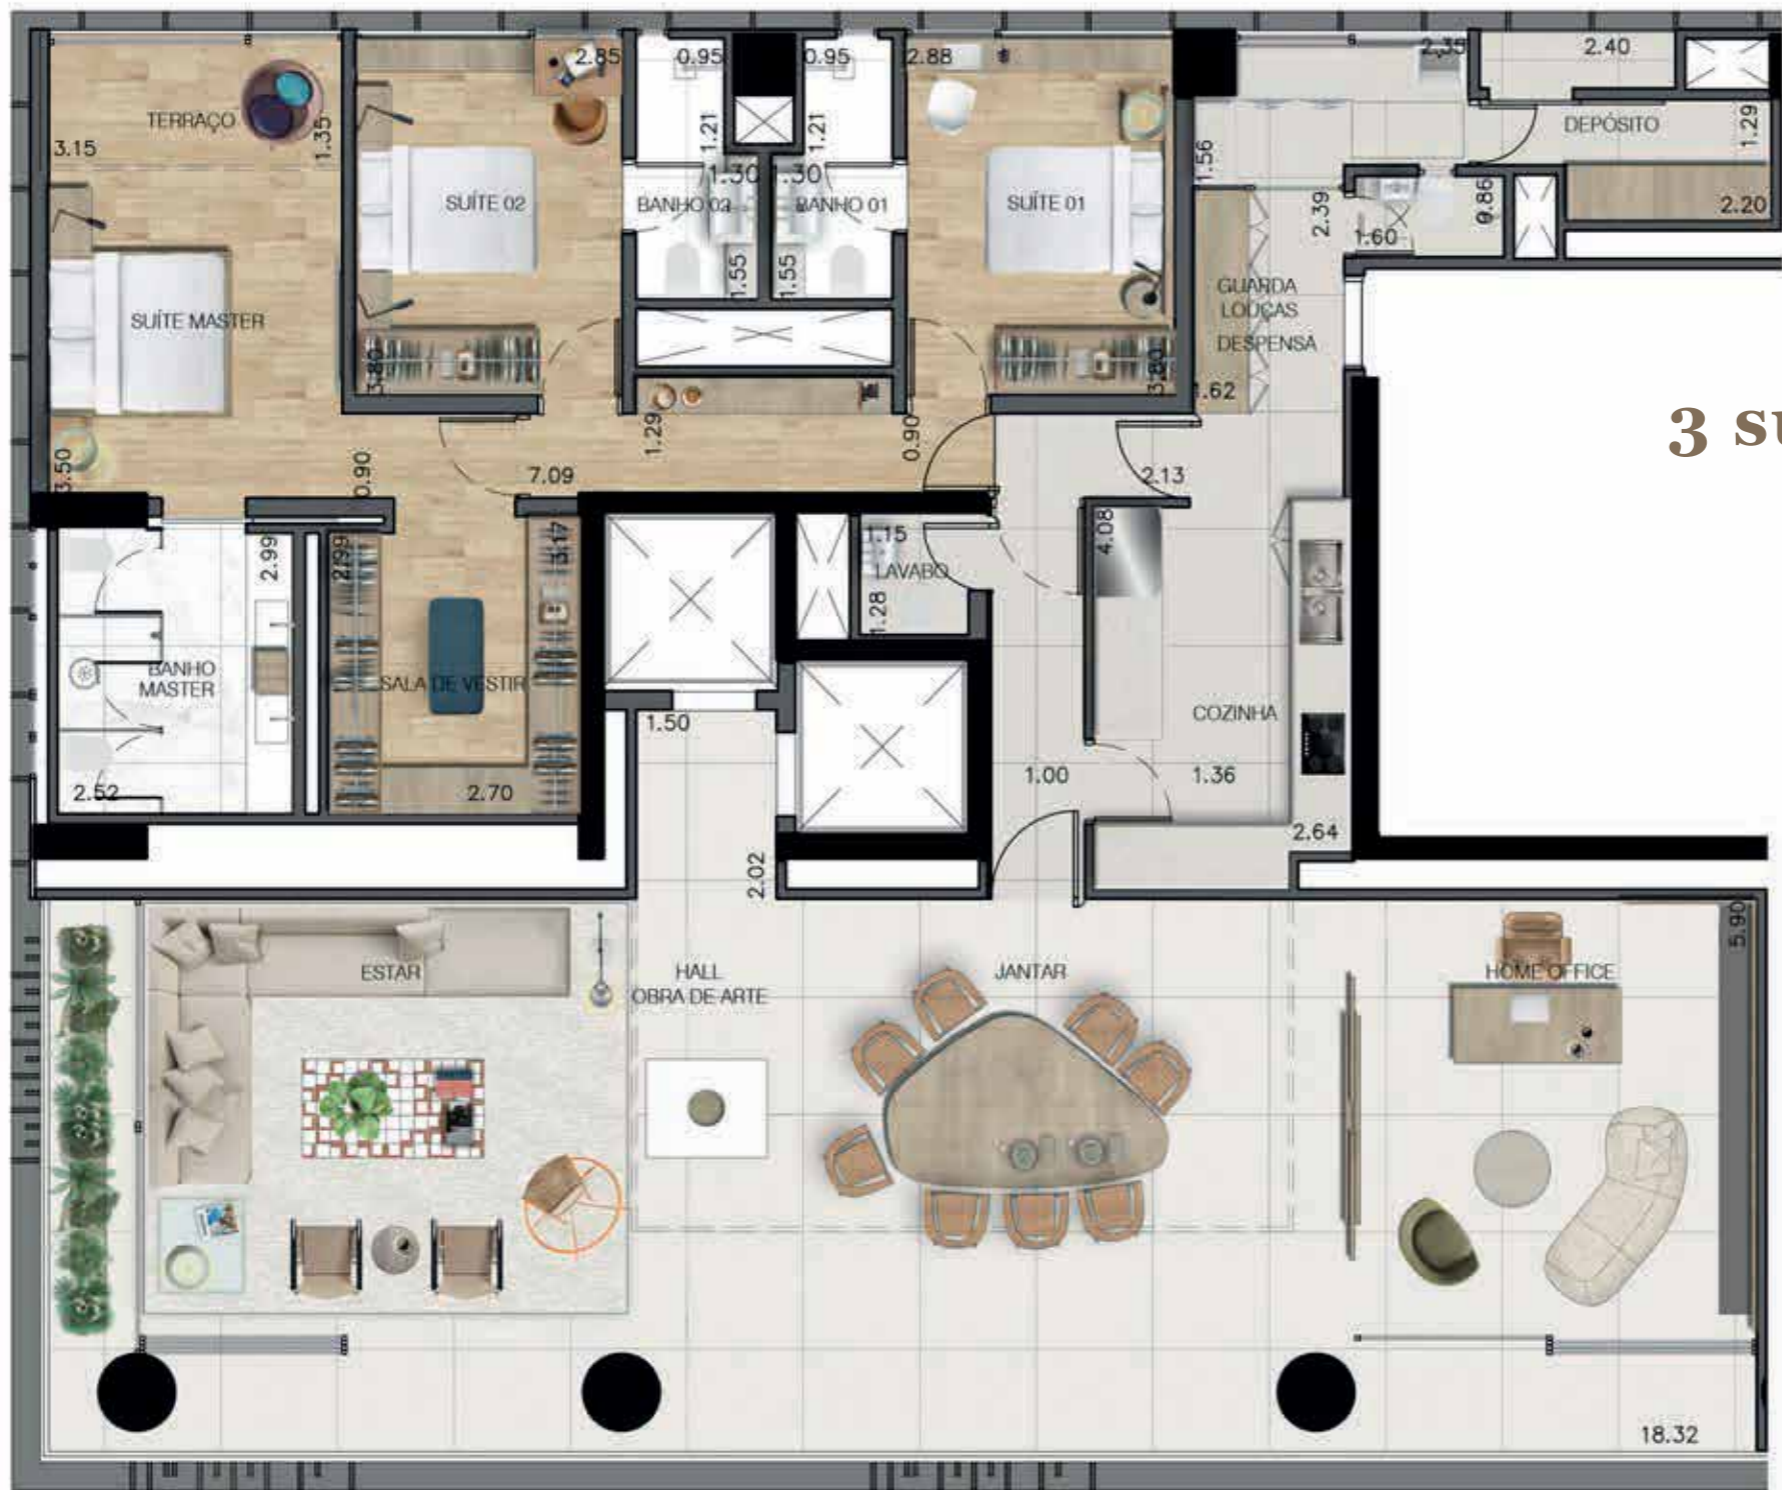 2.85
0.95
0.95
2.88
2.35
2.40
TERRAÇO
3.15
1.35
1.21
1.21
1.56
DEPÓSITO
1.29
SUÍTE 02
1.30
.30
BANHO 02
BANHO 01
SUÍTE 01
2.39
0.86
2.20
1.60
1.55
1.55
GUARDA
LOUÇAS
DESPENSA
SUÍTE MASTER
3.80
3.80
1.62
3 su
1.29
0.90
3.50
0.90
7.09
2.13
2.99
2.99
3.17
1.15
4.08
LAVABO
1.28
BANHO
MASTER
SALA DE VESTIR
1.50
COZINHA
1.00
1.36
2.52
2.70
2.64
2.02
5.90
ESTAR
HALL
OBRA DE ARTE
JANTAR
HOME OFFICE
18.32